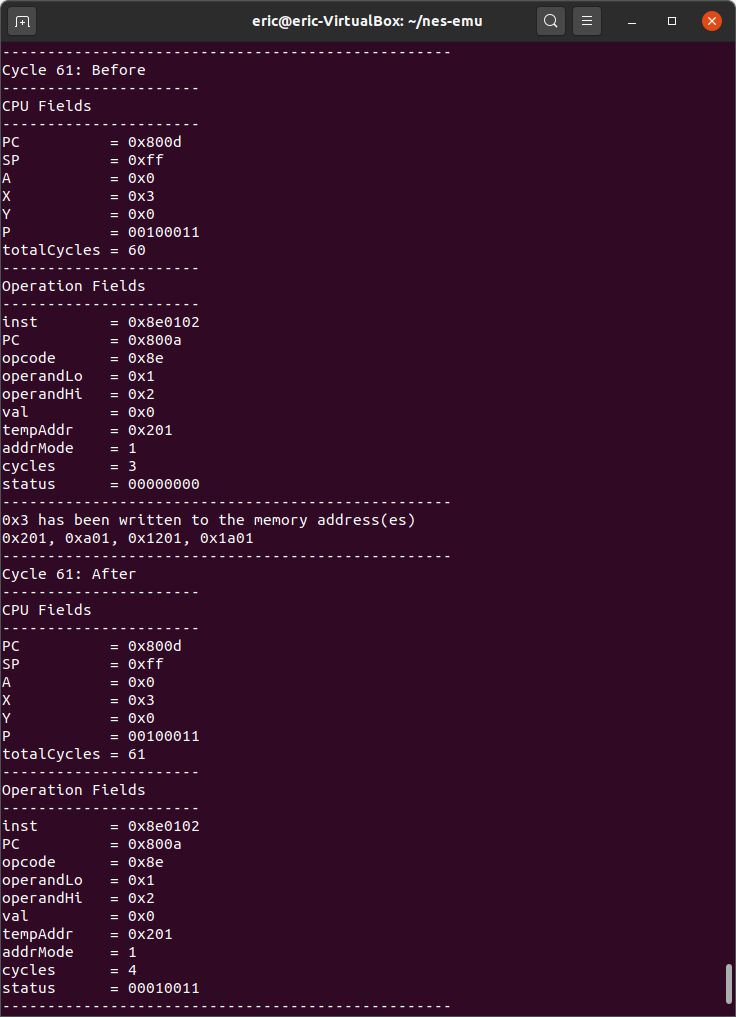 eric@eric-VirtualBox: ~/nes-emu
--------------------------------------------------
Cycle 61: Before
----------------------
CPU Fields
----------------------
PC          = 0x800d
SP          = 0xff
A           = 0x0
X           = 0x3
Y           = 0x0
P           = 00100011
totalCycles = 60
----------------------
Operation Fields
----------------------
inst        = 0x8e0102
PC          = 0x800a
opcode      = 0x8e
operandLo   = 0x1
operandHi   = 0x2
val         = 0x0
tempAddr    = 0x201
addrMode    = 1
cycles      = 3
status      = 00000000
--------------------------------------------------
0x3 has been written to the memory address(es)
0x201, 0xa01, 0x1201, 0x1a01
--------------------------------------------------
Cycle 61: After
----------------------
CPU Fields
----------------------
PC          = 0x800d
SP          = 0xff
A           = 0x0
X           = 0x3
Y           = 0x0
P           = 00100011
totalCycles = 61
----------------------
Operation Fields
----------------------
inst        = 0x8e0102
PC          = 0x800a
opcode      = 0x8e
operandLo   = 0x1
operandHi   = 0x2
val         = 0x0
tempAddr    = 0x201
addrMode    = 1
cycles      = 4
status      = 00010011
--------------------------------------------------